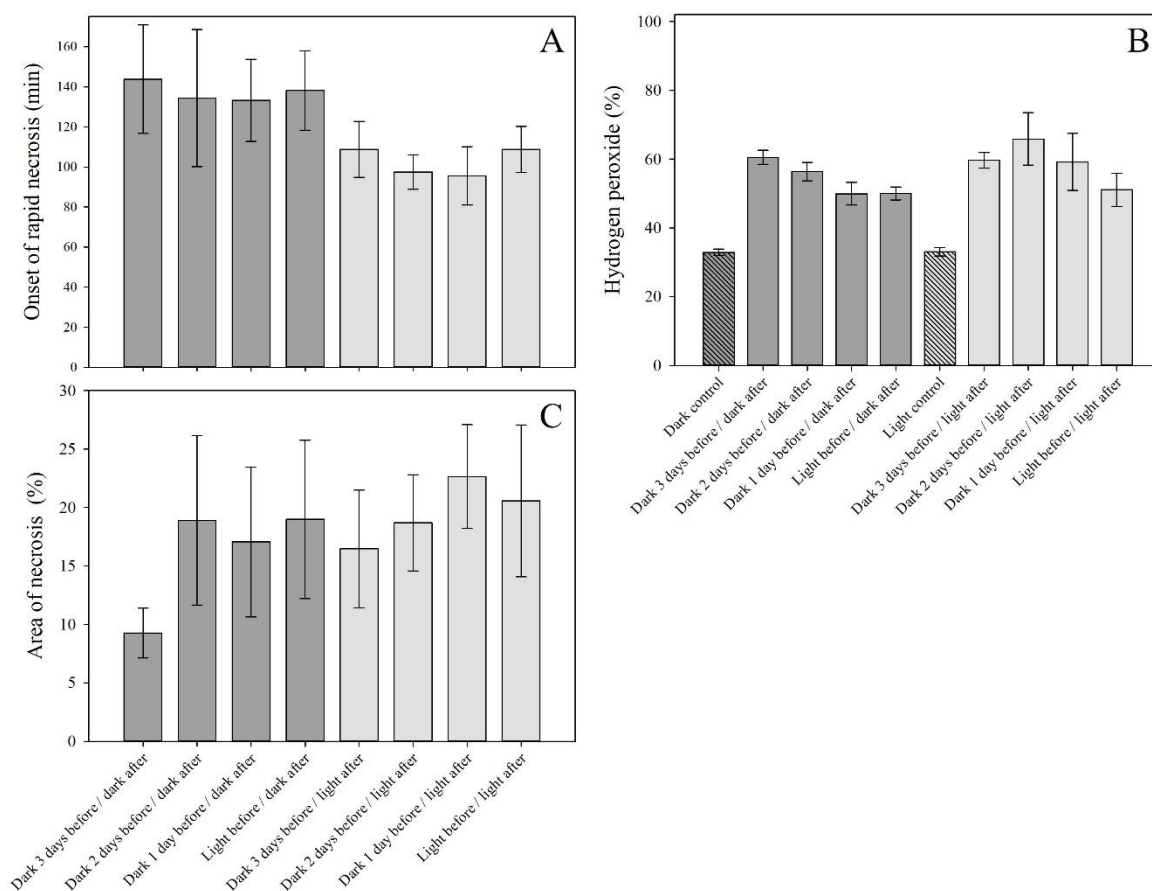 A
Onset of rapid necrosis (min)
160
140
120
100
80
60
40
20
0
B
Hydrogen peroxide (%)
100
80
60
40
20
0
Dark control
Dark 3 days before / dark after
Dark 2 days before / dark after
Dark 1 day before / dark after
Light before / dark after
Light control
Dark 3 days before / light after
Dark 2 days before / light after
Dark 1 day before / light after
Light before / light after
C
Area of necrosis (%)
30
25
20
15
10
5
0
Dark 3 days before / dark after
Dark 2 days before / dark after
Dark 1 day before / dark after
Light before / dark after
Dark 3 days before / light after
Dark 2 days before / light after
Dark 1 day before / light after
Light before / light after